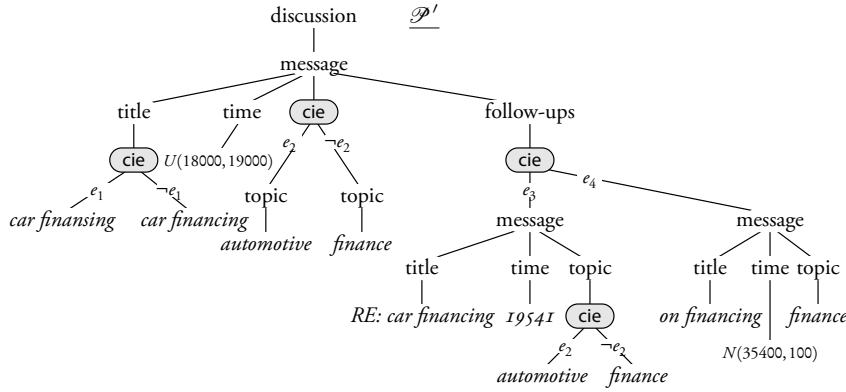 discussion 𝒫′
message
title time cie follow-ups
cie U(18000, 19000) e2 ¬e2 cie
e1 ¬e1 topic topic e3 e4
car finansing car financing automotive finance message message
title time topic title time topic
RE: car financing 19541 cie on financing finance
e2 ¬e2 N(35400, 100)
automotive finance